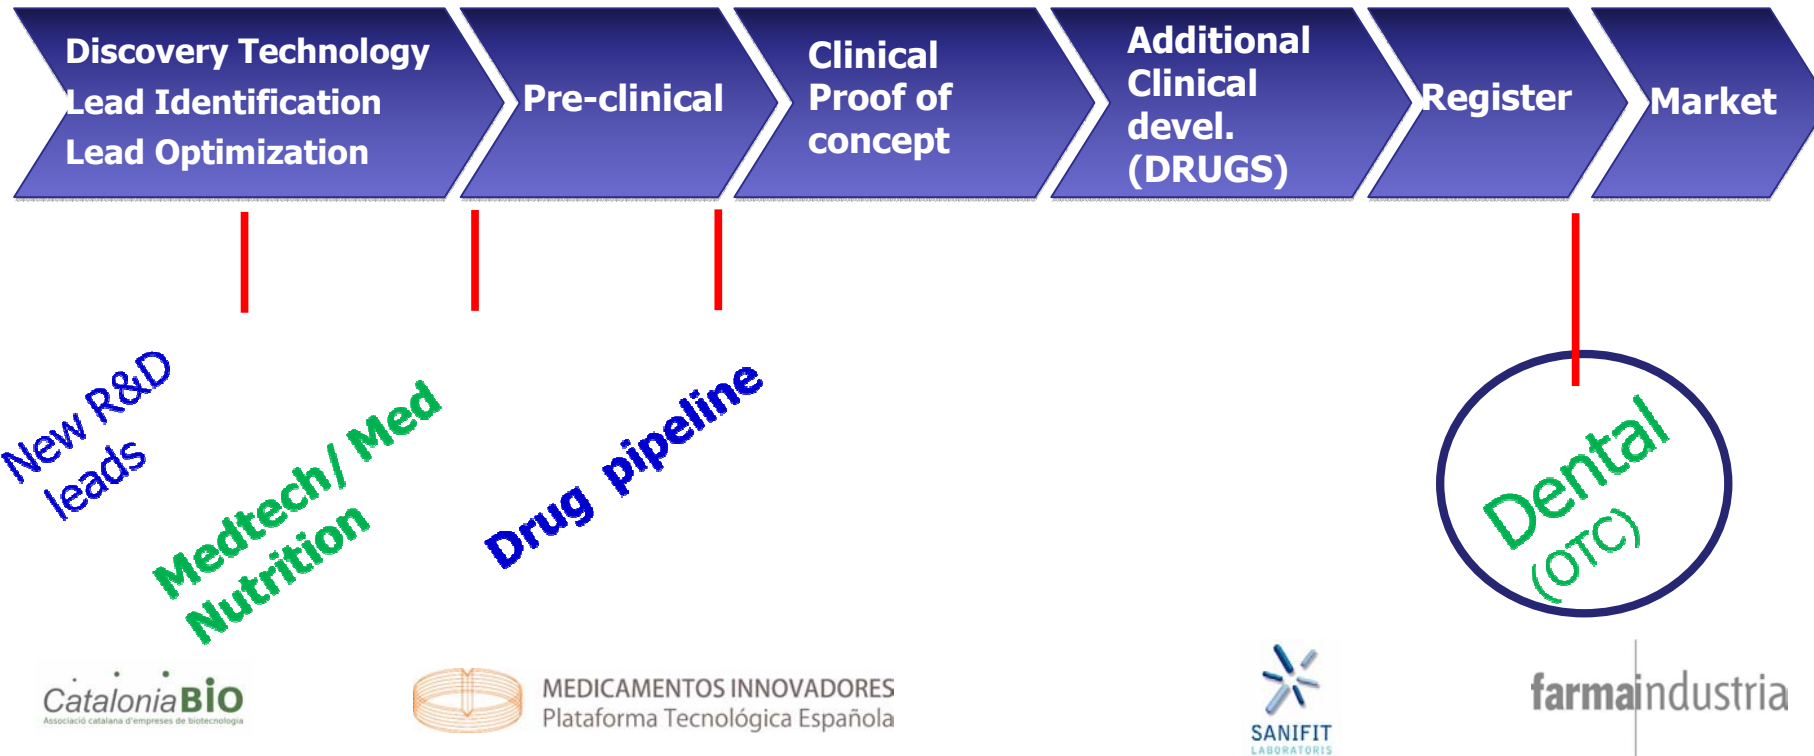 Discovery Technology
Lead Identification
Lead Optimization
Pre-clinical
Clinical
Proof of
concept
Additional
Clinical
devel.
(DRUGS)
Register
Market
New R&D
leads
Medtech/ Med
Nutrition
Drug pipeline
Dental
(OTC)
CataloniaBIO
Associació catalana d'empreses de biotecnologia
MEDICAMENTOS INNOVADORES
Plataforma Tecnológica Española
SANIFIT
LABORATORIS
farmaindustria